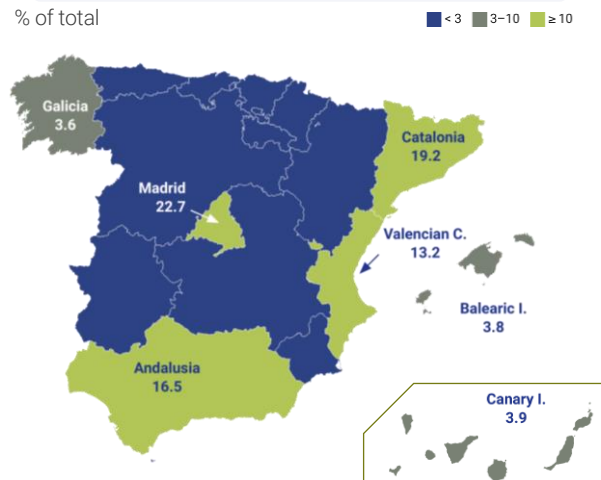 % of total
< 3
3–10
≥ 10
Galicia
3.6
Catalonia
19.2
Madrid
22.7
Valencian C.
13.2
Balearic I.
3.8
Andalusia
16.5
Canary I.
3.9